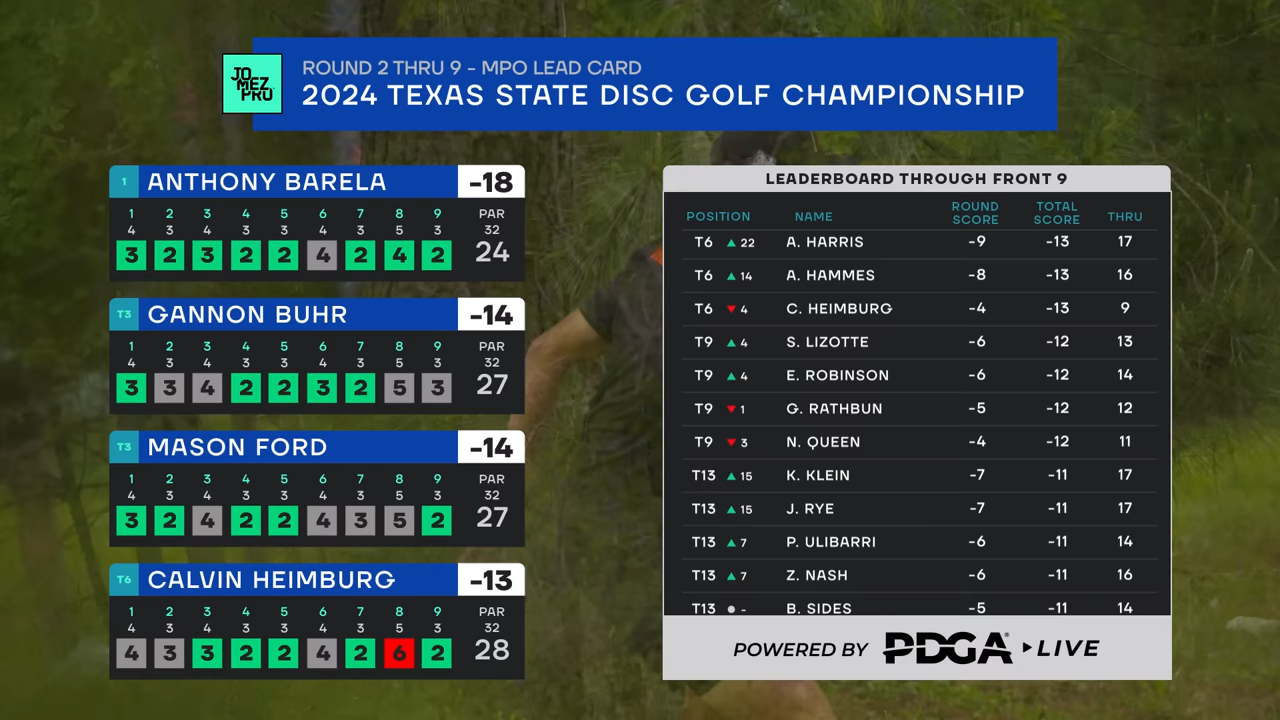 JOMEZPRO
ROUND 2 THRU 9 - MPO LEAD CARD
2024 TEXAS STATE DISC GOLF CHAMPIONSHIP
1 ANTHONY BARELA -18
1 2 3 4 5 6 7 8 9 PAR
4 3 4 3 3 4 3 5 3 32
3 2 3 2 2 4 2 4 2 24
T3 GANNON BUHR -14
1 2 3 4 5 6 7 8 9 PAR
4 3 4 3 3 4 3 5 3 32
3 3 4 2 2 3 2 5 3 27
T3 MASON FORD -14
1 2 3 4 5 6 7 8 9 PAR
4 3 4 3 3 4 3 5 3 32
3 2 4 2 2 4 3 5 2 27
T6 CALVIN HEIMBURG -13
1 2 3 4 5 6 7 8 9 PAR
4 3 4 3 3 4 3 5 3 32
4 3 3 2 2 4 2 6 2 28
LEADERBOARD THROUGH FRONT 9
POSITION NAME ROUND SCORE TOTAL SCORE THRU
T6 ▲ 22 A. HARRIS -9 -13 17
T6 ▲ 14 A. HAMMES -8 -13 16
T6 ▼ 4 C. HEIMBURG -4 -13 9
T9 ▲ 4 S. LIZOTTE -6 -12 13
T9 ▲ 4 E. ROBINSON -6 -12 14
T9 ▼ 1 G. RATHBUN -5 -12 12
T9 ▼ 3 N. QUEEN -4 -12 11
T13 ▲ 15 K. KLEIN -7 -11 17
T13 ▲ 15 J. RYE -7 -11 17
T13 ▲ 7 P. ULIBARRI -6 -11 14
T13 ▲ 7 Z. NASH -6 -11 16
T13 ● - B. SIDES -5 -11 14
POWERED BY PDGA® ▶LIVE